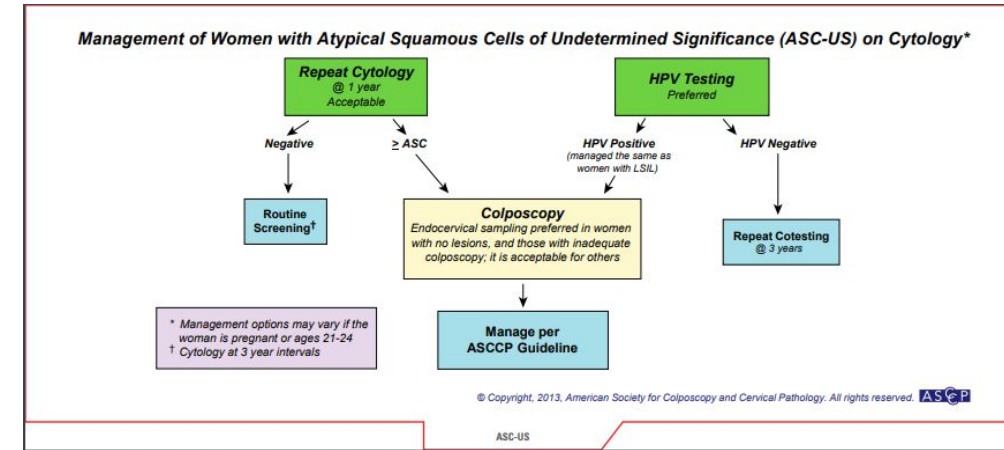 Management of Women with Atypical Squamous Cells of Undetermined Significance (ASC-US) on Cytology*
Repeat Cytology
@ 1 year
Acceptable
HPV Testing
Preferred
Negative
≥ ASC
HPV Positive
(managed the same as
women with LSIL)
HPV Negative
Routine
Screening†
Colposcopy
Endocervical sampling preferred in women
with no lesions, and those with inadequate
colposcopy; it is acceptable for others
Repeat Cotesting
@ 3 years
* Management options may vary if the
woman is pregnant or ages 21-24
† Cytology at 3 year intervals
Manage per
ASCCP Guideline
© Copyright, 2013, American Society for Colposcopy and Cervical Pathology. All rights reserved. ASCCP
ASC-US